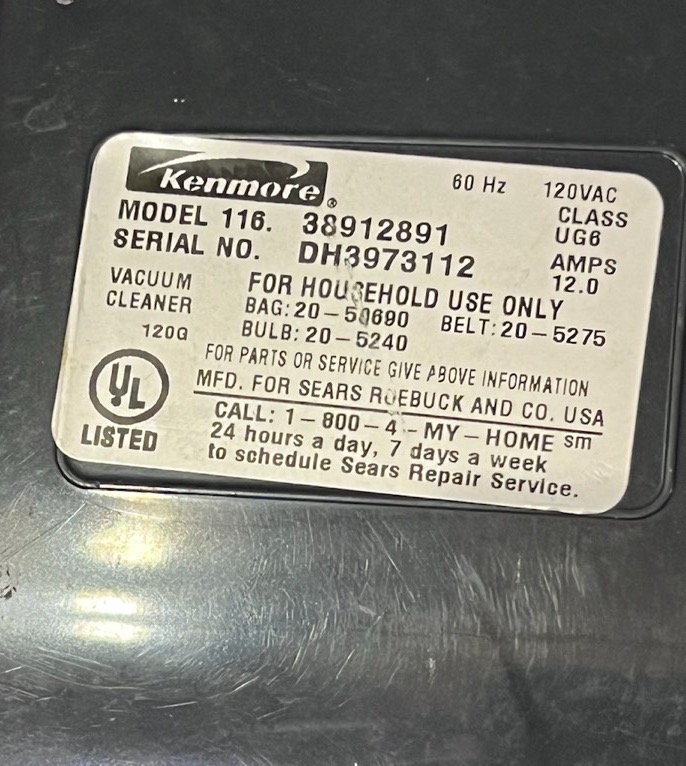 Kenmore®
60 Hz 120VAC
MODEL 116. 38912891
CLASS UG6
SERIAL NO. DH3973112
AMPS 12.0
VACUUM CLEANER
FOR HOUSEHOLD USE ONLY
BAG: 20-50690 BELT: 20-5275
120G BULB: 20-5240
FOR PARTS OR SERVICE GIVE ABOVE INFORMATION
UL
LISTED
MFD. FOR SEARS ROEBUCK AND CO. USA
CALL: 1-800-4-MY-HOME sm
24 hours a day, 7 days a week
to schedule Sears Repair Service.